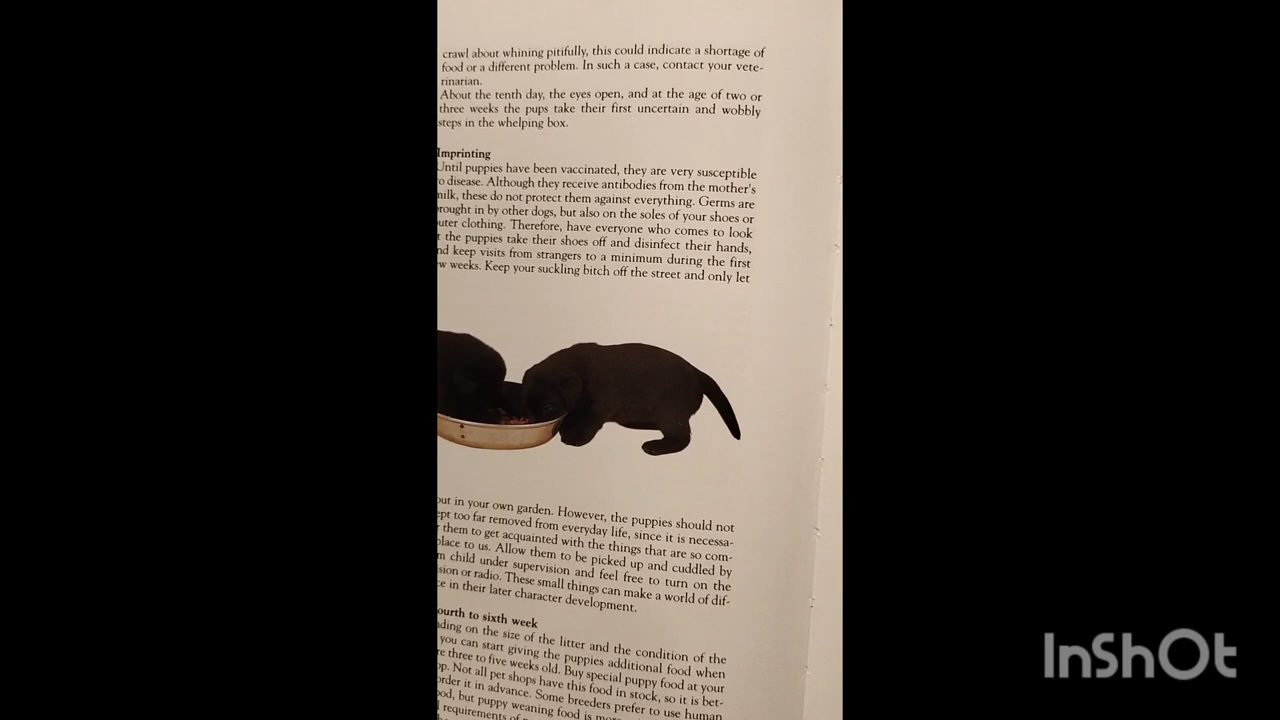 crawl about whining pitifully, this could indicate a shortage of
food or a different problem. In such a case, contact your vete-
rinarian.
About the tenth day, the eyes open, and at the age of two or
three weeks the pups take their first uncertain and wobbly
steps in the whelping box.
Imprinting
Until puppies have been vaccinated, they are very susceptible
to disease. Although they receive antibodies from the mother's
milk, these do not protect them against everything. Germs are
brought in by other dogs, but also on the soles of your shoes or
outer clothing. Therefore, have everyone who comes to look
the puppies take their shoes off and disinfect their hands,
and keep visits from strangers to a minimum during the first
few weeks. Keep your suckling bitch off the street and only let
out in your own garden. However, the puppies should not
too far removed from everyday life, since it is necessa-
them to get acquainted with the things that are so com-
place to us. Allow them to be picked up and cuddled by
child under supervision and feel free to turn on the
sion or radio. These small things can make a world of dif-
in their later character development.
ourth to sixth week
ding on the size of the litter and the condition of the
you can start giving the puppies additional food when
three to five weeks old. Buy special puppy food at your
Not all pet shops have this food in stock, so it is bet-
order it in advance. Some breeders prefer to use human
but puppy weaning food is
requirements of
InShOt